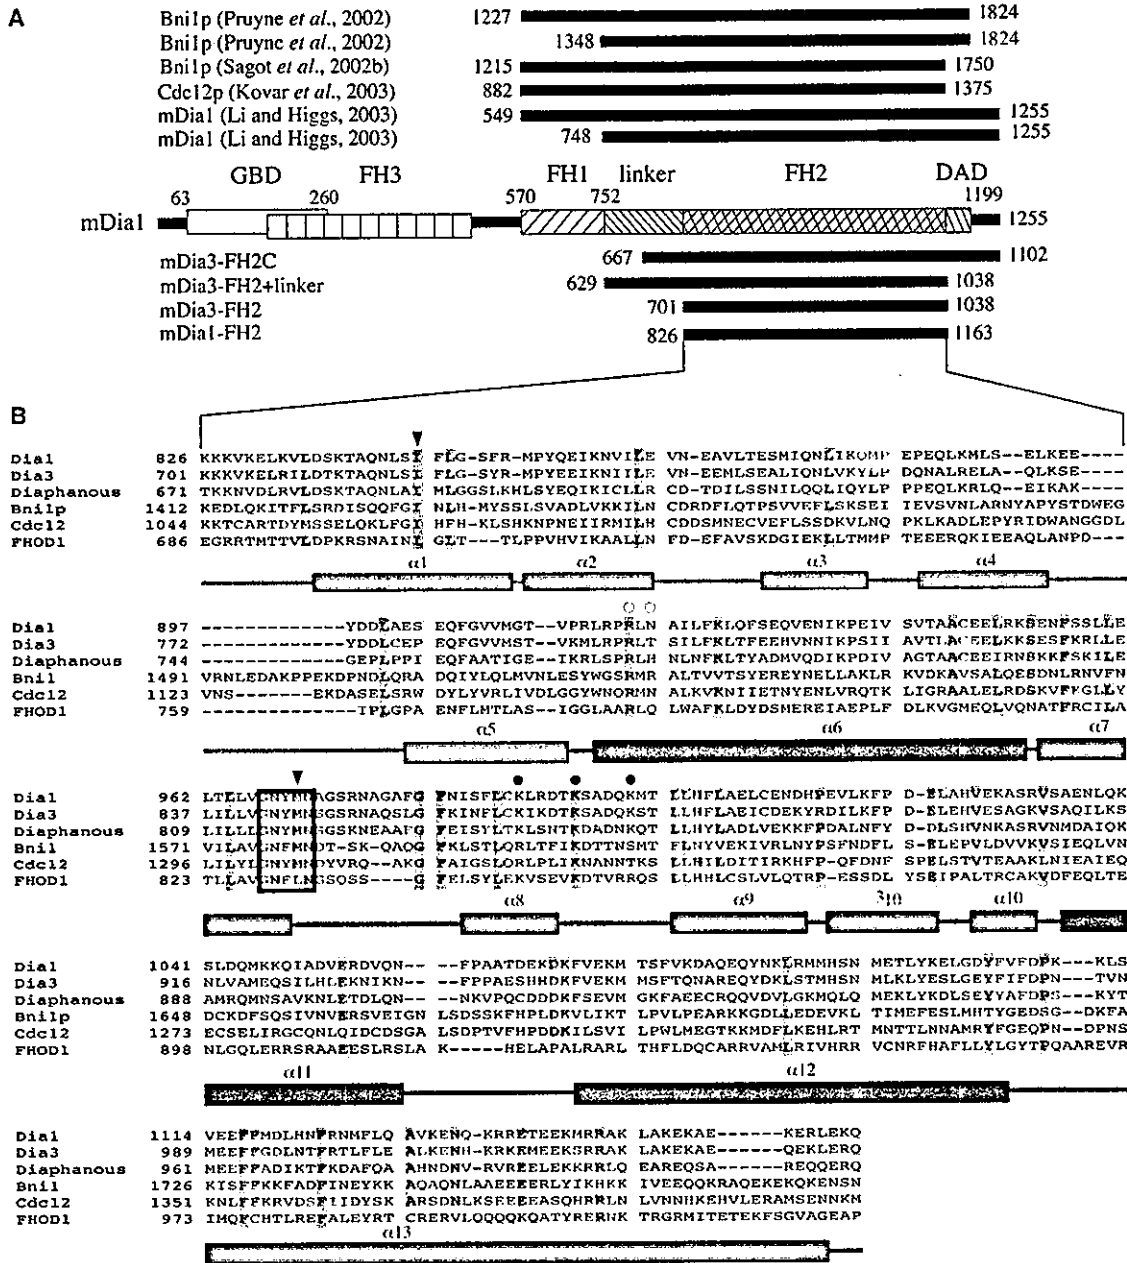 A
Bni1p (Pruyne et al., 2002) 1227 1824
Bni1p (Pruync et al., 2002) 1348 1824
Bni1p (Sagot et al., 2002b) 1215 1750
Cdc12p (Kovar et al., 2003) 882 1375
mDia1 (Li and Higgs, 2003) 549 1255
mDia1 (Li and Higgs, 2003) 748 1255
GBD FH3 FH1 linker FH2 DAD
63 260 570 752 1199
mDia1 1255
mDia3-FH2C 667 1102
mDia3-FH2+linker 629 1038
mDia3-FH2 701 1038
mDia1-FH2 826 1163
B
Dia1 826 KKKVKELKVLDSKTAQNLSI FLG-SFR-MPYQEIKNVILE VN-EAVLTESMIQNLIKQMP EPEQLKMLS--ELKEE----
Dia3 701 KKKVKELRILDTKTAQNLSI FLG-SYR-MPYEEIKNIILE VN-EEMLSEALIQNLVKYLP DQNALRELA--QLKSE----
Diaphanous 671 TKKNVDLRVLDSKTAQNLAI MLGGSLKHLSYEQIKICLLR CD-TDILSSNILQQLIQYLP PPEQLKRLQ--EIKAK----
Bni1p 1412 KEDLQKITFLSRDISQQFGI NLH-MYSSLSVADLVKKILN CDRDFLQTPSVVEFLSKSEI IEVSVNLARNYAPYSTDWEG
Cdc12 1044 KKTCARTDYMSSELQKLFGI HFH-KLSHKNPNEIIRMILH CDDSMNECVEFLSSDKVLNQ PKLKADLEPYRIDWANGGDL
FHOD1 686 EGRRTMTTVLDPKRSNAINI GLT---TLPPVHVIKAALLN FD-EFAVSKDGIEKLLTMMP TEEERQKIEEAQLANPD---
α1 α2 α3 α4
Dia1 897 --------------YDDLAES EQFGVVMGT--VPRLRPRLN AILFKLQFSEQVENIKPEIV SVTAACEELRKSENFSSLLE
Dia3 772 --------------YDDLCEP EQFGVVMST--VKMLRLRLT SILFKLTFEEHVNNIKPSII AVTLACEELKKSESFKRLLE
Diaphanous 744 --------------GEPLPPI EQFAATIGE--IKRLSPRLH NLNFKLTYADMVQDIKPDIV AGTAACEEIRNSKKFSKILE
Bni1 1491 VRNLEDAKPPEKDPNDLQRA DQIYLQLMVNLESYWGSRMR ALTVVTSYEREYNELLAKLR KVDKAVSALQESDNLRNVFN
Cdc12 1123 VNS------EKDASELSRW DYLYVRLIVDLGGYWNQRMN ALKVKNIIETNYENLVRQTK LIGRAALELRDSKVFKGLLY
FHOD1 759 --------------IPLGPA ENFLMTLAS--IGGLAARLQ LWAFKLDYDSMEREIAEPLF DLKVGMEQLVQNATFRCILA
α5 α6 α7
Dia1 962 LTLLVGNYMNAGSRNAGAFG FNISFLCKLRDTKSADQKMT LLHFLAELCENDHPEVLKFP D-ELAHVEKASRVSAENLQK
Dia3 837 LILLVGNYMNSGSRNAQSLG FKINFLCKIKDTKSADQKST LLHFLAEICDEKYRDILKFP D-ELEHVESASKVSAQILKS
Diaphanous 809 LILLLGNYMNSGSKNEAAFG FEISYLTKLSNTKDADNKQT LLHYLADLVEKKFPDALNFY D-DLSHVNKASRVNMDAIQK
Bni1 1571 VILAVGNFMNDT-SK-QAQG FKLSTLQRLTFIKDTTNSMT FLNYVEKIVRLNYPSFNDFL S-ELEPVLDVVKVSIEQLVN
Cdc12 LILYLGNYMNDYVRQ--AKG FAIGSLQRLPLIKNANNTKS LLHILDITIRKHFP-QFDNF SPELSTVTEAAKLNIEAIEQ
FHOD1 823 TLLAVGNFLNGSQSS----G FELSYLEKVSEVKDTVRRQS LLHHLCSLVLQTRP-ESSDL YSEIPALTRCAKVDFEQLTE
α8 α9 3 10 α10
Dia1 1041 SLDQMKKQIADVERDVQN---- FPAATDEKDKFVEKM TSFVKDAQEQYNKLRMMHSN METLYKELGDYFVFDPK--KLS
Dia3 916 NLVAMEQSILHLEKNIKN---- FPPAESHHDKFVEKM MSFTQNAREQYDKLSTMHSN MLKLYESLGEYFIFDPN--TVN
Diaphanous 888 AMRQMNSAVKNLETDLQN---- NKVPQCDDDKFSEVM GKFAEECRQQVDVLGKMQLQ MEKLYKDLSEYYAFDPS--KYT
Bni1p 1648 DCKDFSQSIVNVERSVEIGN LSDSSKFHPLDKVLIKT LPVLPEARKKGDLLEDEVKL TIMEFESLMHTYGEDSG--DKFA
Cdc12 1273 ECSELIRGCQNLQIDCDSGA LSDPTVFHPDDKILSVI LPWLMEGTKKMDFLKEHLRT MNTTLNNAMRYFGEQPN--DPNS
FHOD1 898 NLGQLERRSRAAEESLRSLA K-----HELAPALRARL THFLDQCARRVAMLRIVHRR VCNRFHAFLLYLGYTPQAAREVR
α11 α12
Dia1 1114 VEEFFMDLHNFRNMFLQ AVKENQ-KRRETEEKMRRAK LAKEKAE------KERLEKQ
Dia3 989 MEEFFGDLNTFRTLFLE ALKENH-KRKEMEEKSRRAK LAKEKAE------QEKLERQ
Diaphanous 961 MEEFFADIKTFKDAFQA AHNDNV-RVREELEKKRRLQ EAREQSA------REQQERQ
Bni1 1726 KISFFKKFADFINEYKK AQAQNLAAEEEERLYIKHKK IVEEQQKRAQEKEKQKENSN
Cdc12 1351 KNLFFKRVDSFIIDYSK ARSDNLKSEEEEASQHRRLN LVNNHKEHVLERAMSENNKM
FHOD1 973 IMQFCHTLREFALEYRT CRERVLQQQQKQATYRERNK TRGRMITETEKFSGVAGEAP
α13